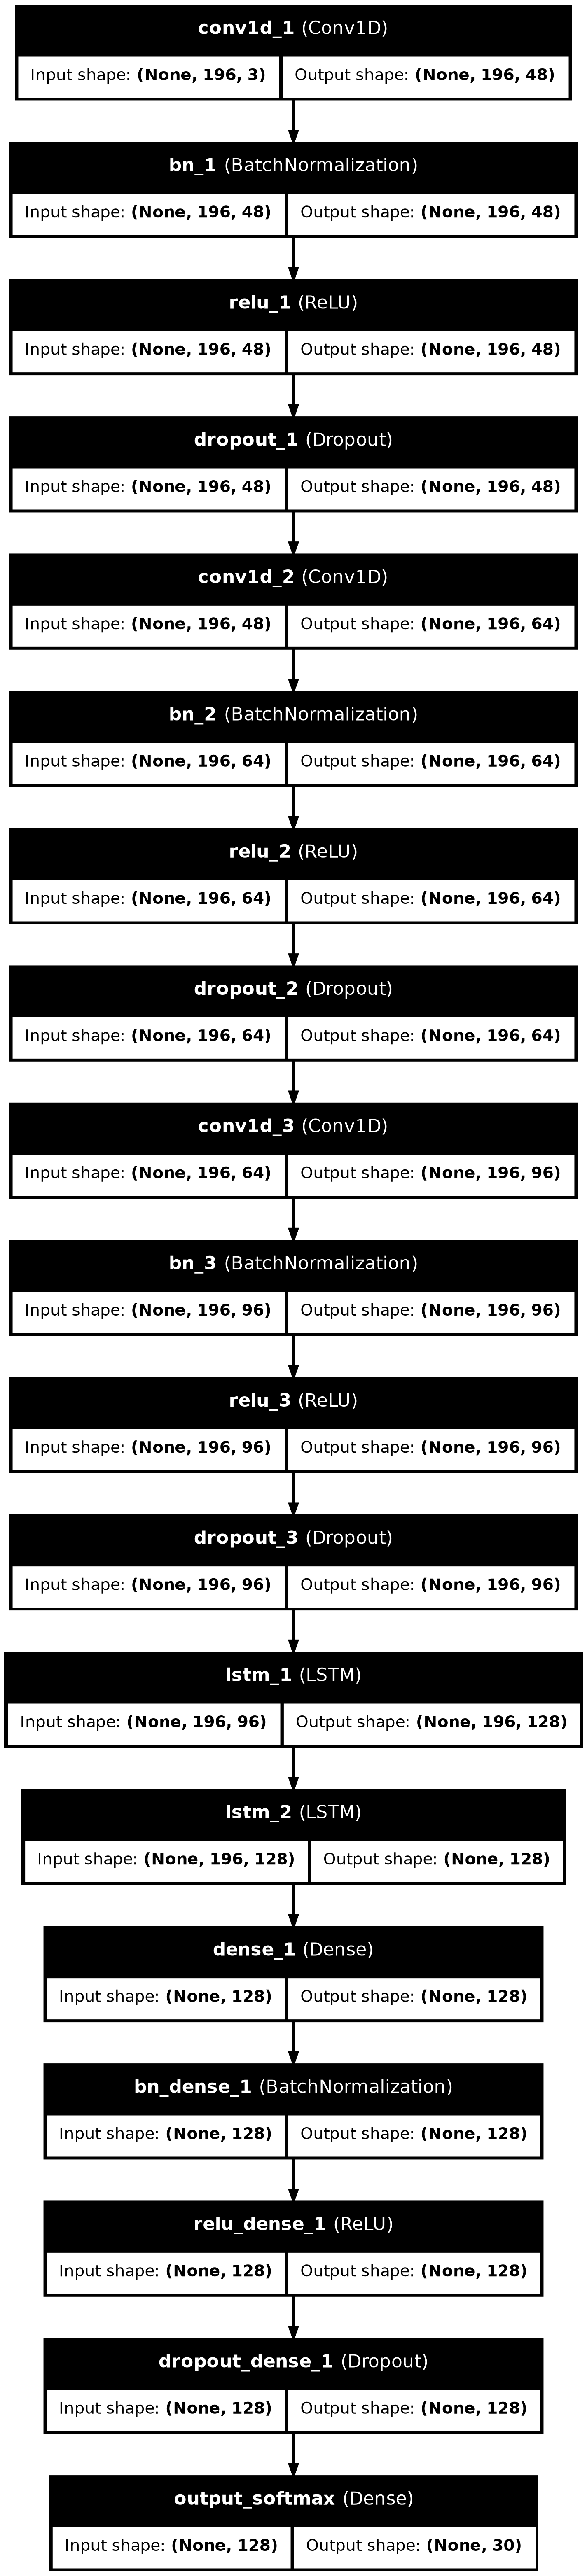 conv1d_1 (Conv1D)
Input shape: (None, 196, 3) Output shape: (None, 196, 48)
bn_1 (BatchNormalization)
Input shape: (None, 196, 48) Output shape: (None, 196, 48)
relu_1 (ReLU)
Input shape: (None, 196, 48) Output shape: (None, 196, 48)
dropout_1 (Dropout)
Input shape: (None, 196, 48) Output shape: (None, 196, 48)
conv1d_2 (Conv1D)
Input shape: (None, 196, 48) Output shape: (None, 196, 64)
bn_2 (BatchNormalization)
Input shape: (None, 196, 64) Output shape: (None, 196, 64)
relu_2 (ReLU)
Input shape: (None, 196, 64) Output shape: (None, 196, 64)
dropout_2 (Dropout)
Input shape: (None, 196, 64) Output shape: (None, 196, 64)
conv1d_3 (Conv1D)
Input shape: (None, 196, 64) Output shape: (None, 196, 96)
bn_3 (BatchNormalization)
Input shape: (None, 196, 96) Output shape: (None, 196, 96)
relu_3 (ReLU)
Input shape: (None, 196, 96) Output shape: (None, 196, 96)
dropout_3 (Dropout)
Input shape: (None, 196, 96) Output shape: (None, 196, 96)
lstm_1 (LSTM)
Input shape: (None, 196, 96) Output shape: (None, 196, 128)
lstm_2 (LSTM)
Input shape: (None, 196, 128) Output shape: (None, 128)
dense_1 (Dense)
Input shape: (None, 128) Output shape: (None, 128)
bn_dense_1 (BatchNormalization)
Input shape: (None, 128) Output shape: (None, 128)
relu_dense_1 (ReLU)
Input shape: (None, 128) Output shape: (None, 128)
dropout_dense_1 (Dropout)
Input shape: (None, 128) Output shape: (None, 128)
output_softmax (Dense)
Input shape: (None, 128) Output shape: (None, 30)